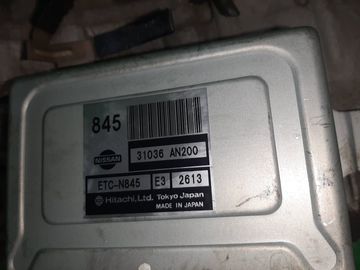 845
NISSAN
31036 AN200
ETC-N845 E3 2613
Hitachi, Ltd. Tokyo Japan
MADE IN JAPAN